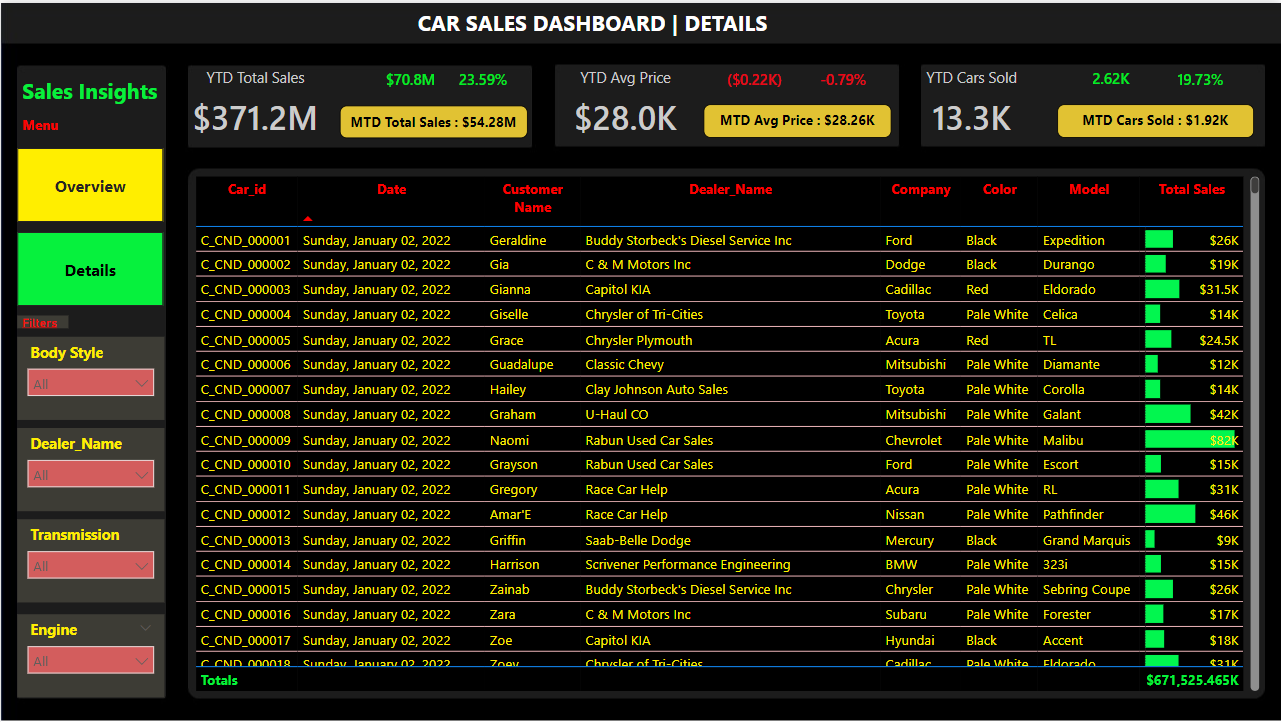 CAR SALES DASHBOARD | DETAILS
Sales Insights
Menu
Overview
Details
Filters
Body Style
All
Dealer_Name
All
Transmission
All
Engine
All
YTD Total Sales
$70.8M 23.59%
$371.2M
MTD Total Sales : $54.28M
YTD Avg Price
($0.22K) -0.79%
$28.0K
MTD Avg Price : $28.26K
YTD Cars Sold
2.62K 19.73%
13.3K
MTD Cars Sold : $1.92K
Car_id Date Customer Name Dealer_Name Company Color Model Total Sales
C_CND_000001 Sunday, January 02, 2022 Geraldine Buddy Storbeck's Diesel Service Inc Ford Black Expedition $26K
C_CND_000002 Sunday, January 02, 2022 Gia C & M Motors Inc Dodge Black Durango $19K
C_CND_000003 Sunday, January 02, 2022 Gianna Capitol KIA Cadillac Red Eldorado $31.5K
C_CND_000004 Sunday, January 02, 2022 Giselle Chrysler of Tri-Cities Toyota Pale White Celica $14K
C_CND_000005 Sunday, January 02, 2022 Grace Chrysler Plymouth Acura Red TL $24.5K
C_CND_000006 Sunday, January 02, 2022 Guadalupe Classic Chevy Mitsubishi Pale White Diamante $12K
C_CND_000007 Sunday, January 02, 2022 Hailey Clay Johnson Auto Sales Toyota Pale White Corolla $14K
C_CND_000008 Sunday, January 02, 2022 Graham U-Haul CO Mitsubishi Pale White Galant $42K
C_CND_000009 Sunday, January 02, 2022 Naomi Rabun Used Car Sales Chevrolet Pale White Malibu $82K
C_CND_000010 Sunday, January 02, 2022 Grayson Rabun Used Car Sales Ford Pale White Escort $15K
C_CND_000011 Sunday, January 02, 2022 Gregory Race Car Help Acura Pale White RL $31K
C_CND_000012 Sunday, January 02, 2022 Amar'E Race Car Help Nissan Pale White Pathfinder $46K
C_CND_000013 Sunday, January 02, 2022 Griffin Saab-Belle Dodge Mercury Black Grand Marquis $9K
C_CND_000014 Sunday, January 02, 2022 Harrison Scrivener Performance Engineering BMW Pale White 323i $15K
C_CND_000015 Sunday, January 02, 2022 Zainab Buddy Storbeck's Diesel Service Inc Chrysler Pale White Sebring Coupe $26K
C_CND_000016 Sunday, January 02, 2022 Zara C & M Motors Inc Subaru Pale White Forester $17K
C_CND_000017 Sunday, January 02, 2022 Zoe Capitol KIA Hyundai Black Accent $18K
C_CND_000018 Sunday, January 02, 2022 Zoey Chrysler of Tri-Cities Cadillac Pale White Eldorado $31K
Totals $671,525.465K